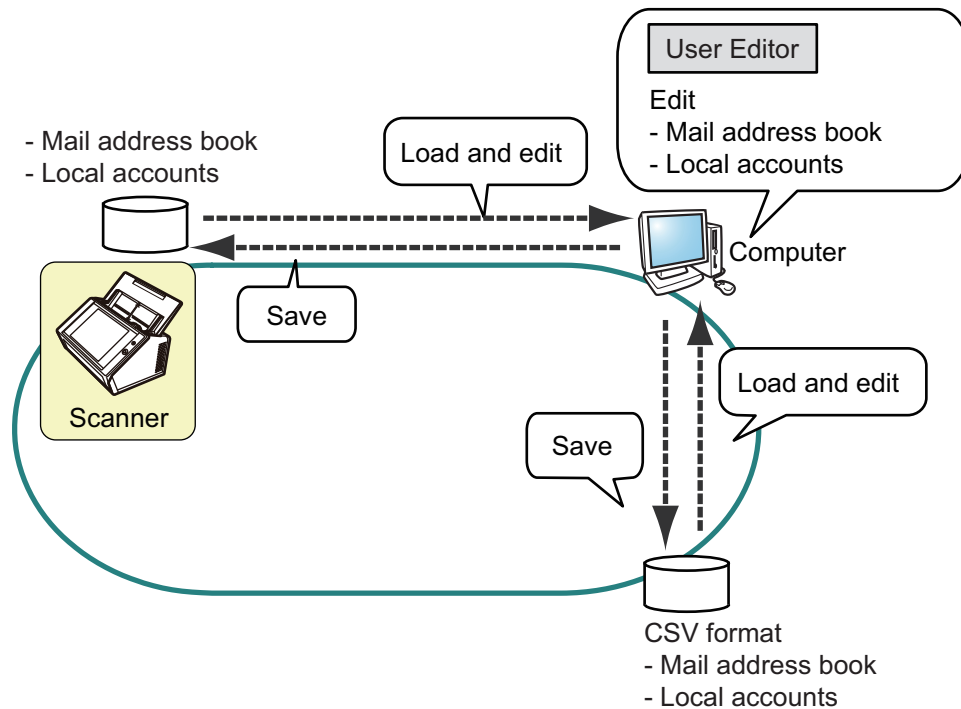 User Editor
Edit
- Mail address book
- Local accounts
- Mail address book
- Local accounts
Load and edit
Computer
Save
Scanner
Load and edit
Save
CSV format
- Mail address book
- Local accounts